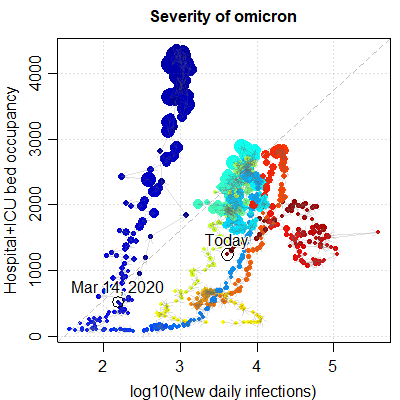 Severity of omicron
Hospital+ICU bed occupancy
4000
3000
2000
1000
0
Today
Mar 14, 2020
2
3
4
5
log10(New daily infections)